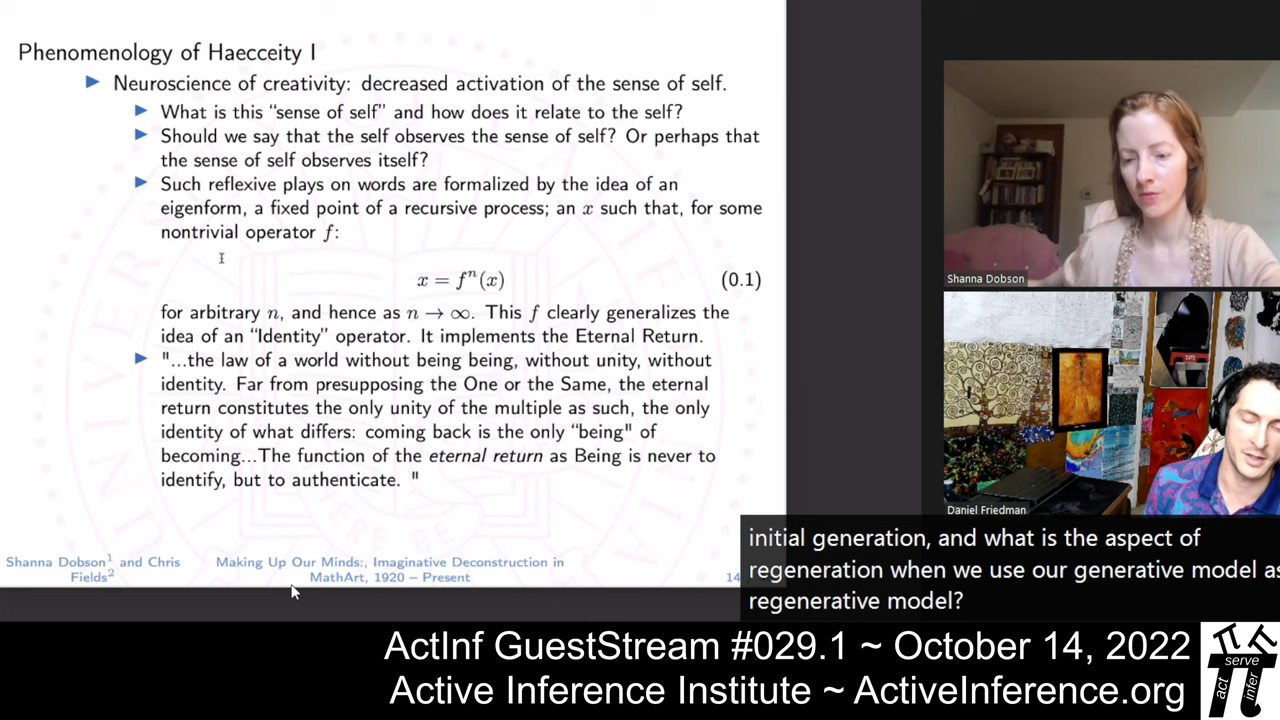 Phenomenology of Haecceity I
▶ Neuroscience of creativity: decreased activation of the sense of self.
▶ What is this “sense of self” and how does it relate to the self?
▶ Should we say that the self observes the sense of self? Or perhaps that
the sense of self observes itself?
▶ Such reflexive plays on words are formalized by the idea of an
eigenform, a fixed point of a recursive process; an x such that, for some
nontrivial operator f:
x = fⁿ(x) (0.1)
for arbitrary n, and hence as n → ∞. This f clearly generalizes the
idea of an “Identity” operator. It implements the Eternal Return.
▶ "...the law of a world without being being, without unity, without
identity. Far from presupposing the One or the Same, the eternal
return constitutes the only unity of the multiple as such, the only
identity of what differs: coming back is the only “being" of
becoming...The function of the eternal return as Being is never to
identify, but to authenticate. "
Shanna Dobson¹ and Chris
Fields²
Making Up Our Minds:, Imaginative Deconstruction in
MathArt, 1920 – Present
14
Shanna Dobson
Daniel Friedman
initial generation, and what is the aspect of
regeneration when we use our generative model as
regenerative model?
ActInf GuestStream #029.1 ~ October 14, 2022
Active Inference Institute ~ ActiveInference.org
serve
act
infer